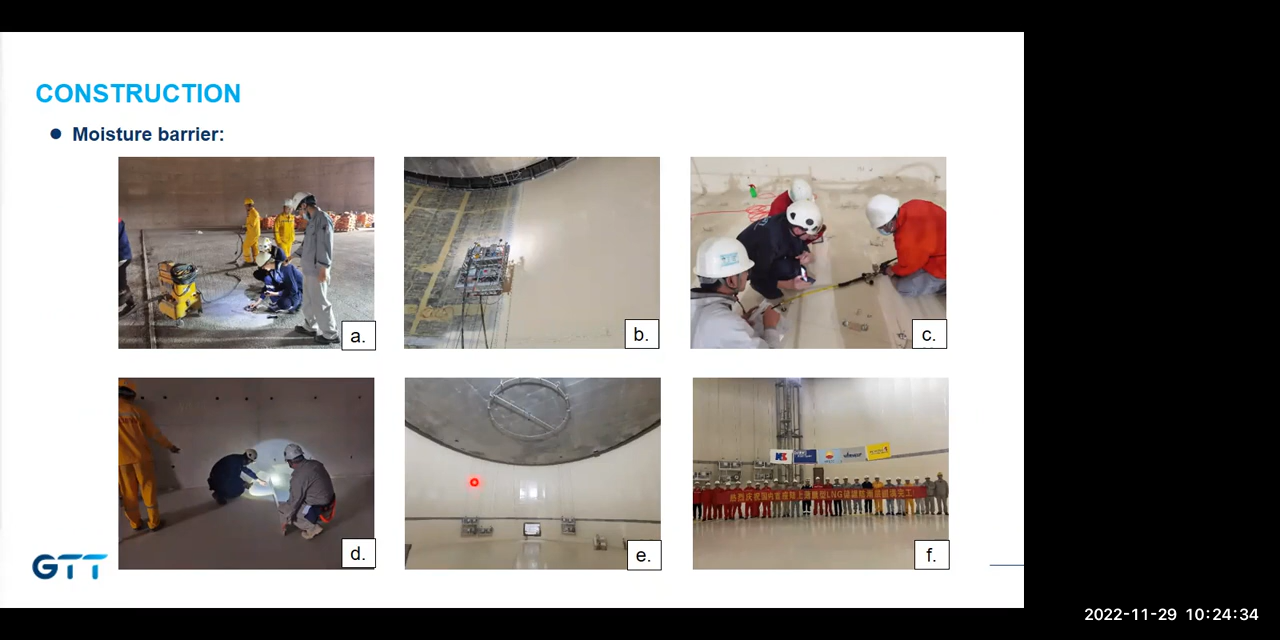 CONSTRUCTION
● Moisture barrier:
a.
b.
c.
d.
e.
f.
GTT
2022-11-29 10:24:34